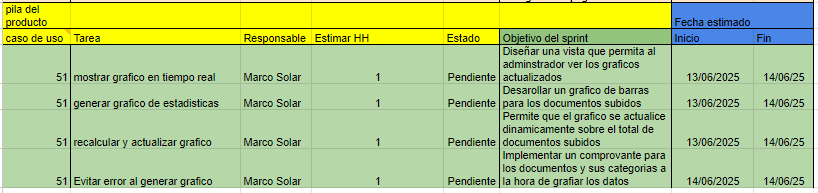 pila del
producto
Fecha estimado
caso de uso Tarea Responsable Estimar HH Estado Objetivo del sprint Inicio Fin
Diseñar una vista que permita al
adminstrador ver los graficos
51 mostrar grafico en tiempo real Marco Solar 1 Pendiente actualizados 13/06/2025 14/06/25
Desarollar un grafico de barras
51 generar grafico de estadisticas Marco Solar 1 Pendiente para los documentos subidos 13/06/2025 14/06/25
Permite que el grafico se actualice
dinamicamente sobre el total de
51 recalcular y actualizar grafico Marco Solar 1 Pendiente documentos subidos 13/06/2025 14/06/25
Implementar un comprovante para
los documentos y sus categorias a
51 Evitar error al generar grafico Marco Solar 1 Pendiente la hora de grafiar los datos 14/06/2025 14/06/25